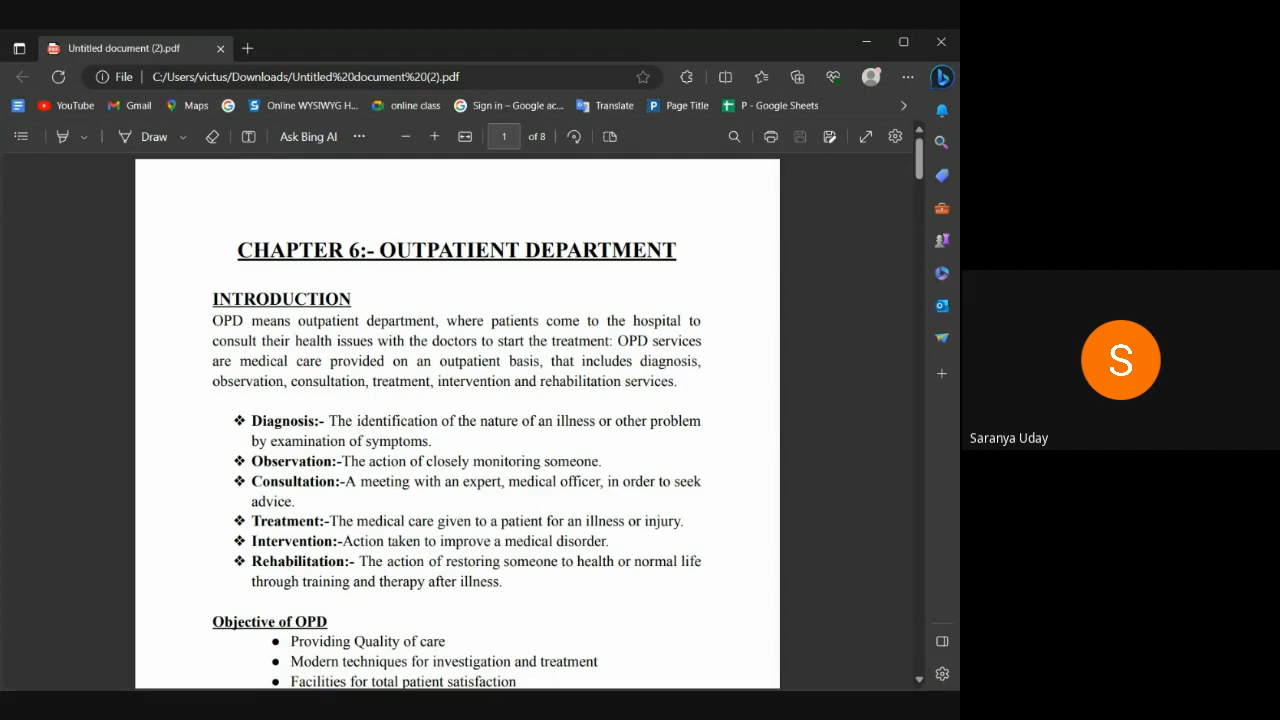 Untitled document (2).pdf
File C:/Users/victus/Downloads/Untitled%20document%20(2).pdf
YouTube Gmail Maps Online WYSIWYG H... online class Sign in – Google ac... Translate Page Title P - Google Sheets
Draw Ask Bing AI 1 of 8
CHAPTER 6:- OUTPATIENT DEPARTMENT
INTRODUCTION
OPD means outpatient department, where patients come to the hospital to
consult their health issues with the doctors to start the treatment: OPD services
are medical care provided on an outpatient basis, that includes diagnosis,
observation, consultation, treatment, intervention and rehabilitation services.
❖ Diagnosis:- The identification of the nature of an illness or other problem
by examination of symptoms.
❖ Observation:-The action of closely monitoring someone.
❖ Consultation:-A meeting with an expert, medical officer, in order to seek
advice.
❖ Treatment:-The medical care given to a patient for an illness or injury.
❖ Intervention:-Action taken to improve a medical disorder.
❖ Rehabilitation:- The action of restoring someone to health or normal life
through training and therapy after illness.
Objective of OPD
● Providing Quality of care
● Modern techniques for investigation and treatment
● Facilities for total patient satisfaction
S
Saranya Uday